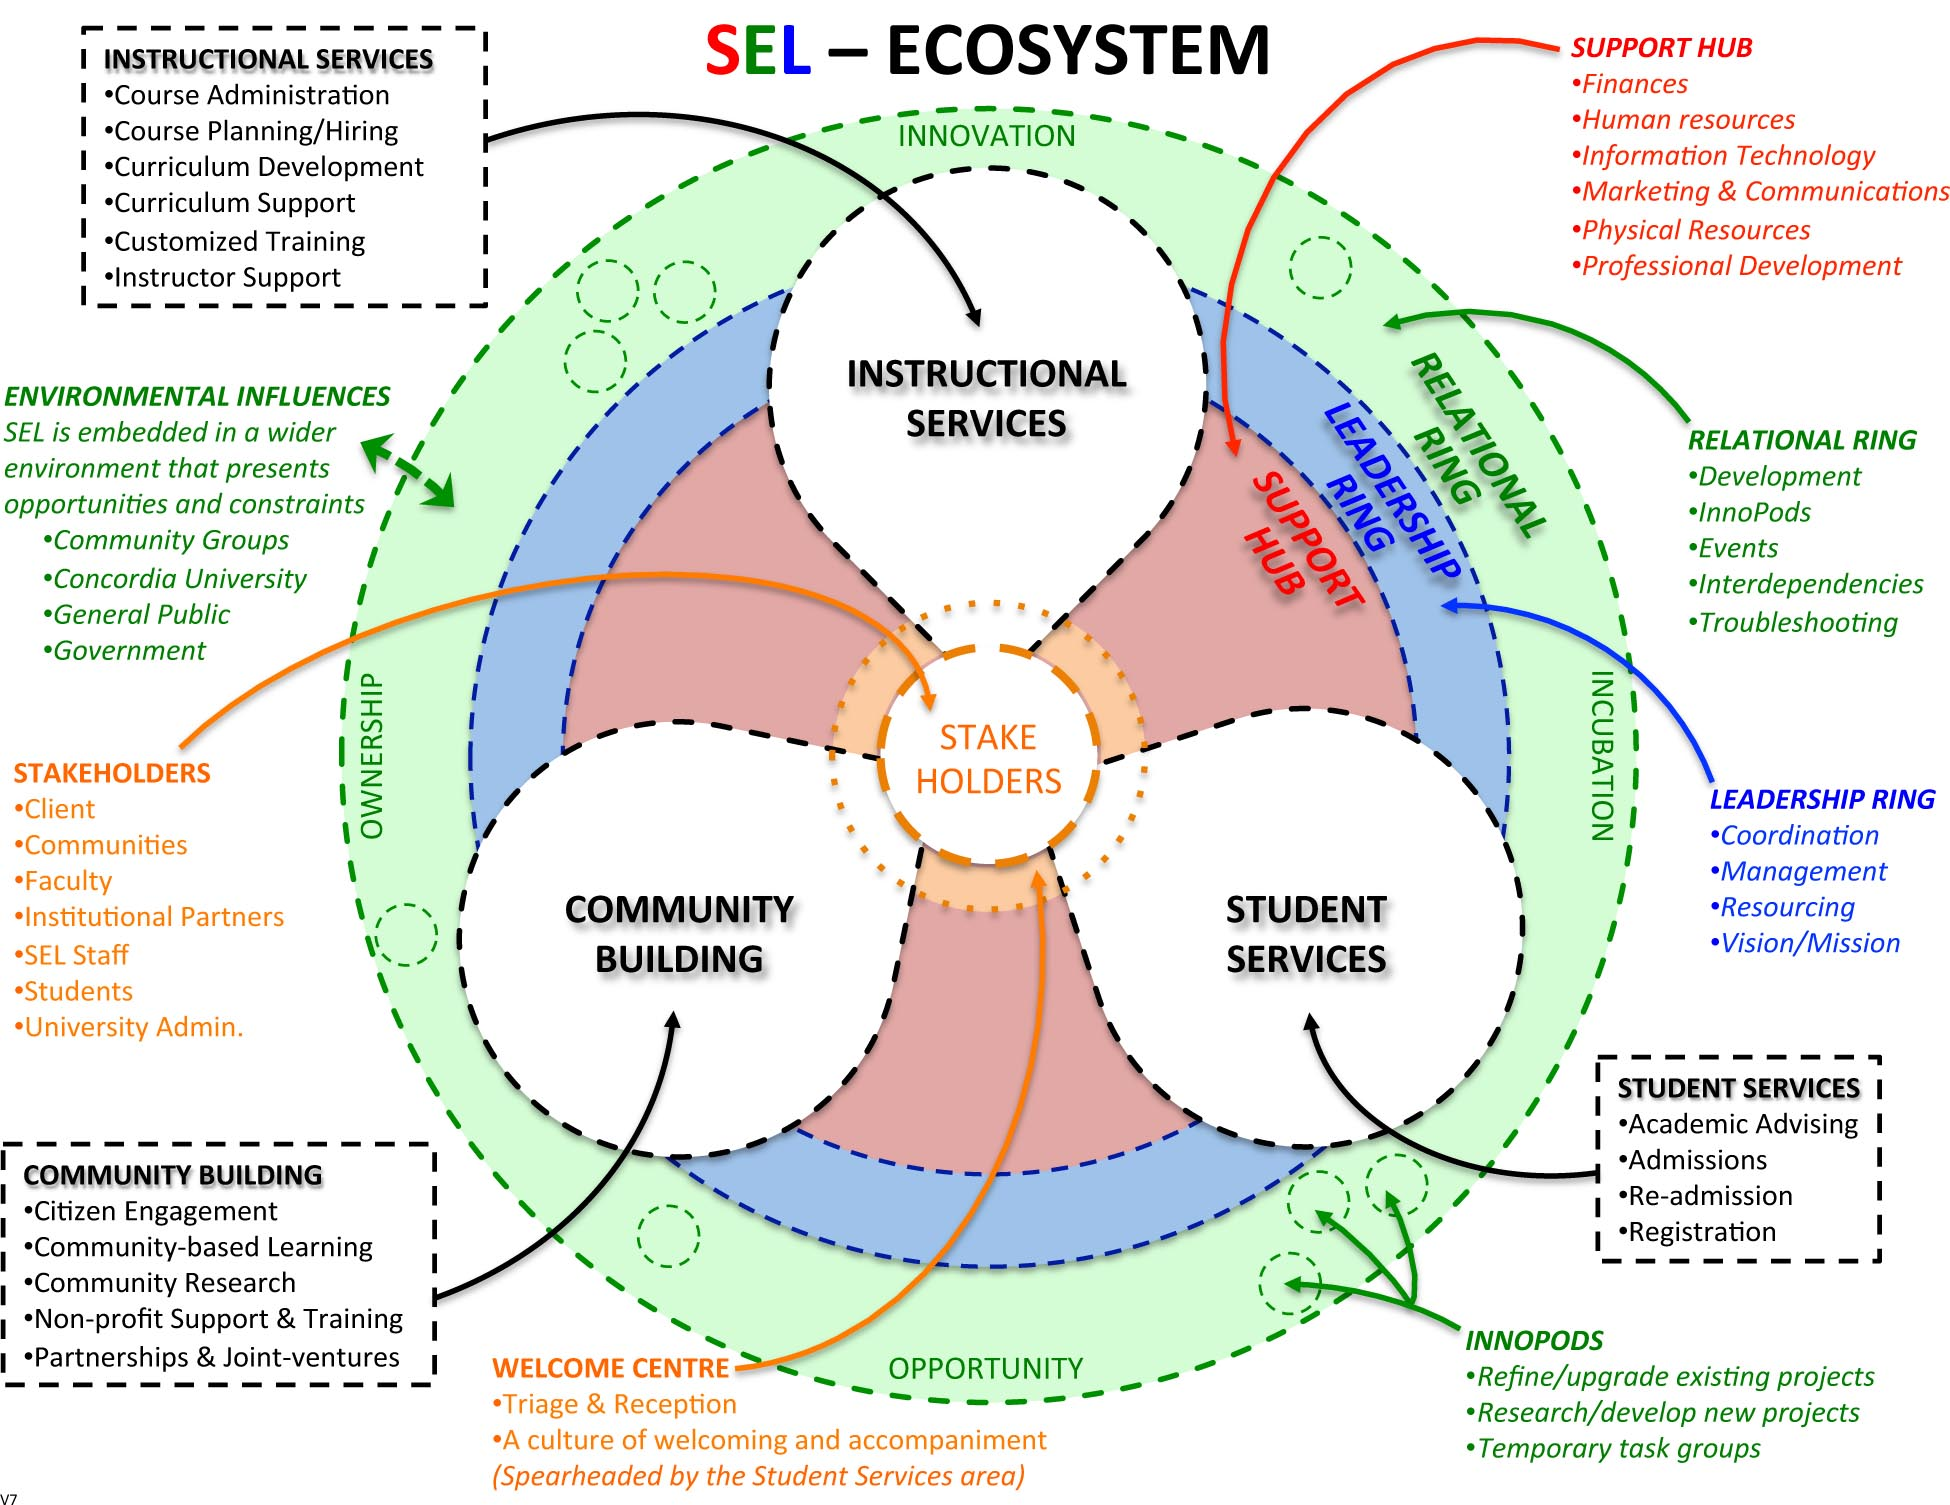 SEL – ECOSYSTEM
INSTRUCTIONAL SERVICES
•Course Administration
•Course Planning/Hiring
•Curriculum Development
•Curriculum Support
•Customized Training
•Instructor Support
SUPPORT HUB
•Finances
•Human resources
•Information Technology
•Marketing & Communications
•Physical Resources
•Professional Development
INNOVATION
INSTRUCTIONAL
SERVICES
RELATIONAL
RING
LEADERSHIP
RING
SUPPORT
HUB
ENVIRONMENTAL INFLUENCES
SEL is embedded in a wider
environment that presents
opportunities and constraints
•Community Groups
•Concordia University
•General Public
•Government
RELATIONAL RING
•Development
•InnoPods
•Events
•Interdependencies
•Troubleshooting
OWNERSHIP
INCUBATION
STAKE
HOLDERS
STAKEHOLDERS
•Client
•Communities
•Faculty
•Institutional Partners
•SEL Staff
•Students
•University Admin.
LEADERSHIP RING
•Coordination
•Management
•Resourcing
•Vision/Mission
COMMUNITY
BUILDING
STUDENT
SERVICES
STUDENT SERVICES
•Academic Advising
•Admissions
•Re-admission
•Registration
COMMUNITY BUILDING
•Citizen Engagement
•Community-based Learning
•Community Research
•Non-profit Support & Training
•Partnerships & Joint-ventures
OPPORTUNITY
WELCOME CENTRE
•Triage & Reception
•A culture of welcoming and accompaniment
(Spearheaded by the Student Services area)
INNOPODS
•Refine/upgrade existing projects
•Research/develop new projects
•Temporary task groups
V7